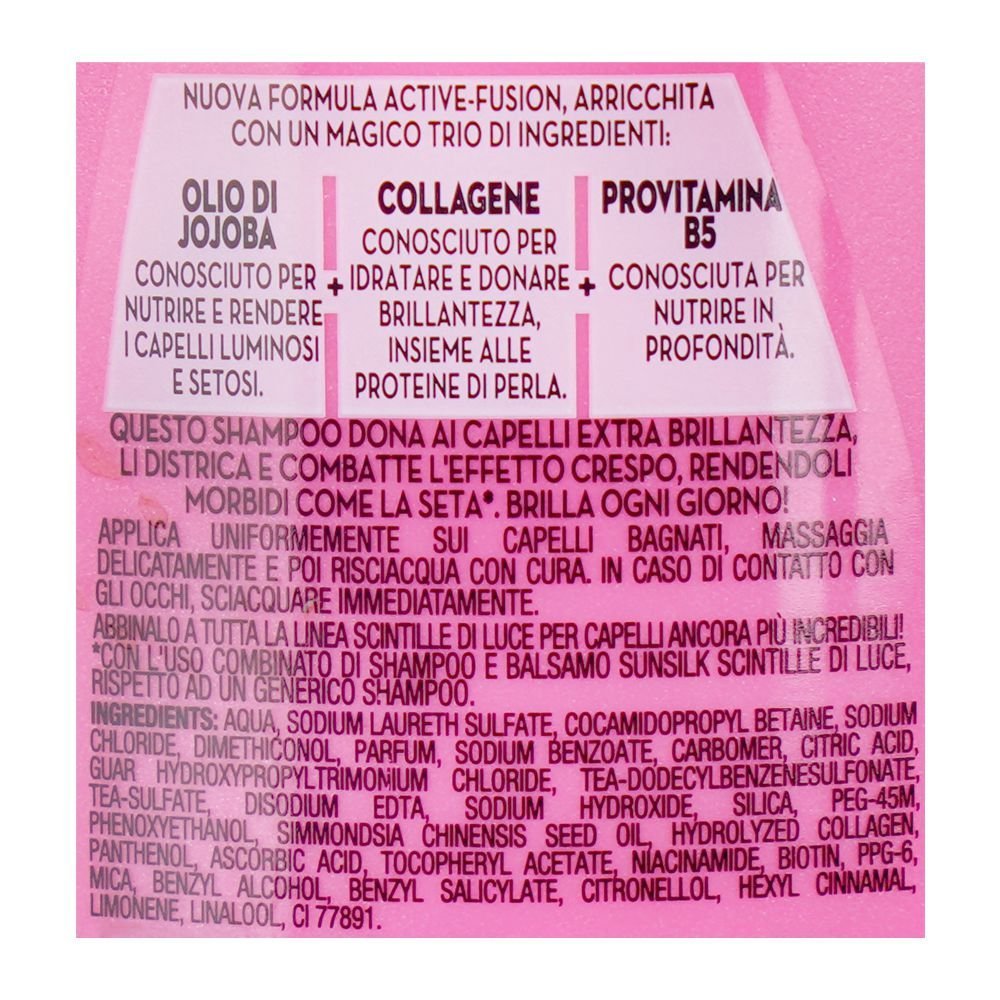 NUOVA FORMULA ACTIVE-FUSION, ARRICCHITA
CON UN MAGICO TRIO DI INGREDIENTI:
OLIO DI
JOJOBA
CONOSCIUTO PER
NUTRIRE E RENDERE
I CAPELLI LUMINOSI
E SETOSI.
+
COLLAGENE
CONOSCIUTO PER
IDRATARE E DONARE
BRILLANTEZZA,
INSIEME ALLE
PROTEINE DI PERLA.
+
PROVITAMINA
B5
CONOSCIUTA PER
NUTRIRE IN
PROFONDITÀ.
QUESTO SHAMPOO DONA AI CAPELLI EXTRA BRILLANTEZZA,
LI DISTRICA E COMBATTE L'EFFETTO CRESPO, RENDENDOLI
MORBIDI COME LA SETA*. BRILLA OGNI GIORNO!
APPLICA UNIFORMEMENTE SUI CAPELLI BAGNATI, MASSAGGIA
DELICATAMENTE E POI RISCIACQUA CON CURA. IN CASO DI CONTATTO CON
GLI OCCHI, SCIACQUARE IMMEDIATAMENTE.
ABBINALO A TUTTA LA LINEA SCINTILLE DI LUCE PER CAPELLI ANCORA PIÙ INCREDIBILI!
*CON L'USO COMBINATO DI SHAMPOO E BALSAMO SUNSILK SCINTILLE DI LUCE,
RISPETTO AD UN GENERICO SHAMPOO.
INGREDIENTS: AQUA, SODIUM LAURETH SULFATE, COCAMIDOPROPYL BETAINE, SODIUM
CHLORIDE, DIMETHICONOL, PARFUM, SODIUM BENZOATE, CARBOMER, CITRIC ACID,
GUAR HYDROXYPROPYLTRIMONIUM CHLORIDE, TEA-DODECYLBENZENESULFONATE,
TEA-SULFATE, DISODIUM EDTA, SODIUM HYDROXIDE, SILICA, PEG-45M,
PHENOXYETHANOL, SIMMONDSIA CHINENSIS SEED OIL, HYDROLYZED COLLAGEN,
PANTHENOL, ASCORBIC ACID, TOCOPHERYL ACETATE, NIACINAMIDE, BIOTIN, PPG-6,
MICA, BENZYL ALCOHOL, BENZYL SALICYLATE, CITRONELLOL, HEXYL CINNAMAL,
LIMONENE, LINALOOL, CI 77891.